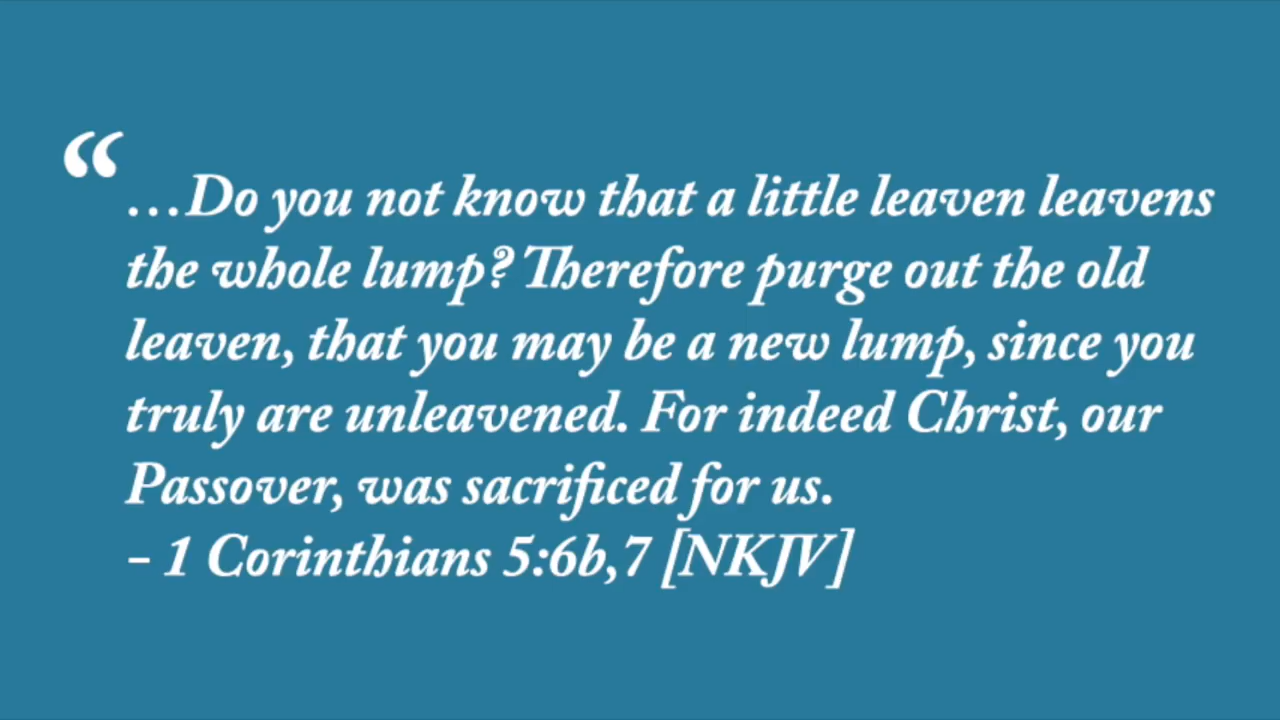 “
…Do you not know that a little leaven leavens
the whole lump? Therefore purge out the old
leaven, that you may be a new lump, since you
truly are unleavened. For indeed Christ, our
Passover, was sacrificed for us.
– 1 Corinthians 5:6b,7 [NKJV]